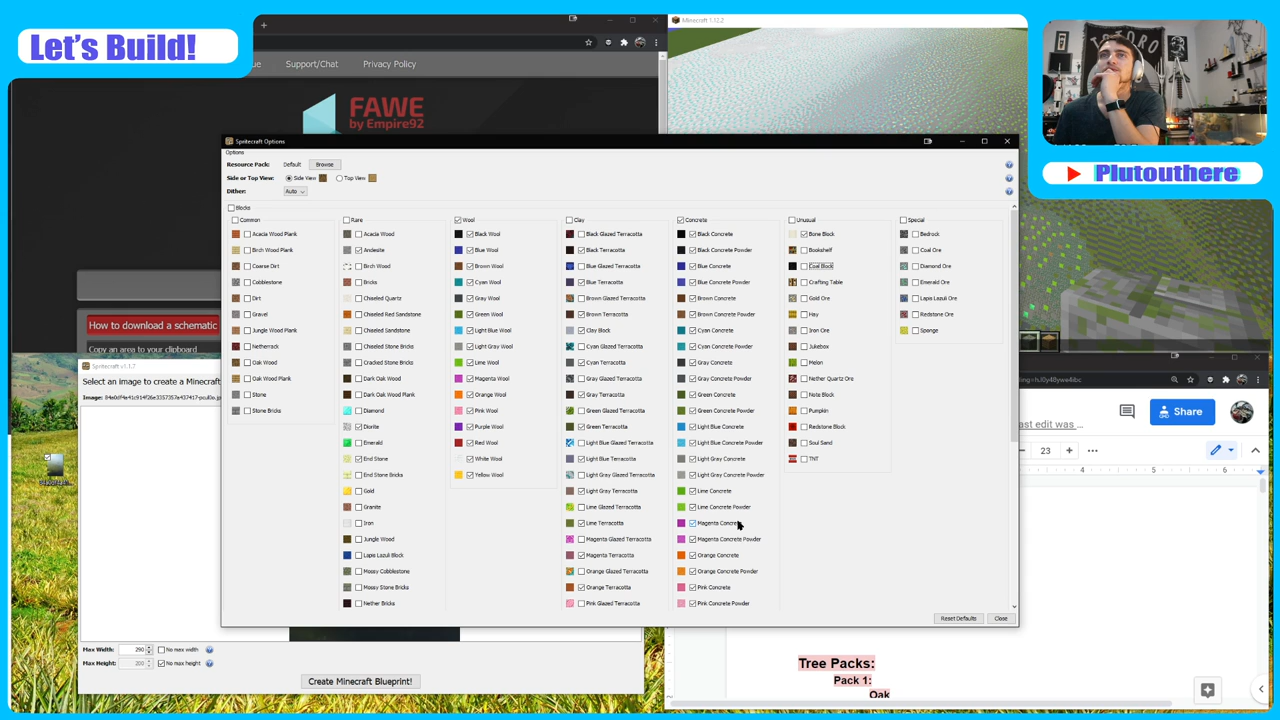 Let's Build!
ue Support/Chat Privacy Policy
FAWE
by Empire92
Minecraft 1.12.2
Plutouthere
Spritecraft Options
Options
Resource Pack: Default Browse
Side or Top View: Side View Top View
Dither: Auto
Blocks
Common
Acacia Wood Plank
Birch Wood Plank
Coarse Dirt
Cobblestone
Dirt
Gravel
Jungle Wood Plank
Netherrack
Oak Wood
Oak Wood Plank
Stone
Stone Bricks
Rare
Acacia Wood
Andesite
Birch Wood
Bricks
Chiseled Quartz
Chiseled Red Sandstone
Chiseled Sandstone
Chiseled Stone Bricks
Cracked Stone Bricks
Dark Oak Wood
Dark Oak Wood Plank
Diamond
Diorite
Emerald
End Stone
End Stone Bricks
Gold
Granite
Iron
Jungle Wood
Lapis Lazuli Block
Mossy Cobblestone
Mossy Stone Bricks
Nether Bricks
Wool
Black Wool
Blue Wool
Brown Wool
Cyan Wool
Gray Wool
Green Wool
Light Blue Wool
Light Gray Wool
Lime Wool
Magenta Wool
Orange Wool
Pink Wool
Purple Wool
Red Wool
White Wool
Yellow Wool
Clay
Black Glazed Terracotta
Black Terracotta
Blue Glazed Terracotta
Blue Terracotta
Brown Glazed Terracotta
Brown Terracotta
Clay Block
Cyan Glazed Terracotta
Cyan Terracotta
Gray Glazed Terracotta
Gray Terracotta
Green Glazed Terracotta
Green Terracotta
Light Blue Glazed Terracotta
Light Blue Terracotta
Light Gray Glazed Terracotta
Light Gray Terracotta
Lime Glazed Terracotta
Lime Terracotta
Magenta Glazed Terracotta
Magenta Terracotta
Orange Glazed Terracotta
Orange Terracotta
Pink Glazed Terracotta
Concrete
Black Concrete
Black Concrete Powder
Blue Concrete
Blue Concrete Powder
Brown Concrete
Brown Concrete Powder
Cyan Concrete
Cyan Concrete Powder
Gray Concrete
Gray Concrete Powder
Green Concrete
Green Concrete Powder
Light Blue Concrete
Light Blue Concrete Powder
Light Gray Concrete
Light Gray Concrete Powder
Lime Concrete
Lime Concrete Powder
Magenta Concrete
Magenta Concrete Powder
Orange Concrete
Orange Concrete Powder
Pink Concrete
Pink Concrete Powder
Unusual
Bone Block
Bookshelf
Coal Block
Crafting Table
Gold Ore
Hay
Iron Ore
Jukebox
Melon
Nether Quartz Ore
Note Block
Pumpkin
Redstone Block
Soul Sand
TNT
Special
Bedrock
Coal Ore
Diamond Ore
Emerald Ore
Lapis Lazuli Ore
Redstone Ore
Sponge
Reset Defaults Close
How to download a schematic
Copy an area to your clipboard
Spritecraft v1.1.7
Select an image to create a Minecraft
Image:
Max Width: 290 No max width
Max Height: 200 No max height
Create Minecraft Blueprint!
Share
ast edit was
23
4 5 6
Tree Packs:
Pack 1:
Oak